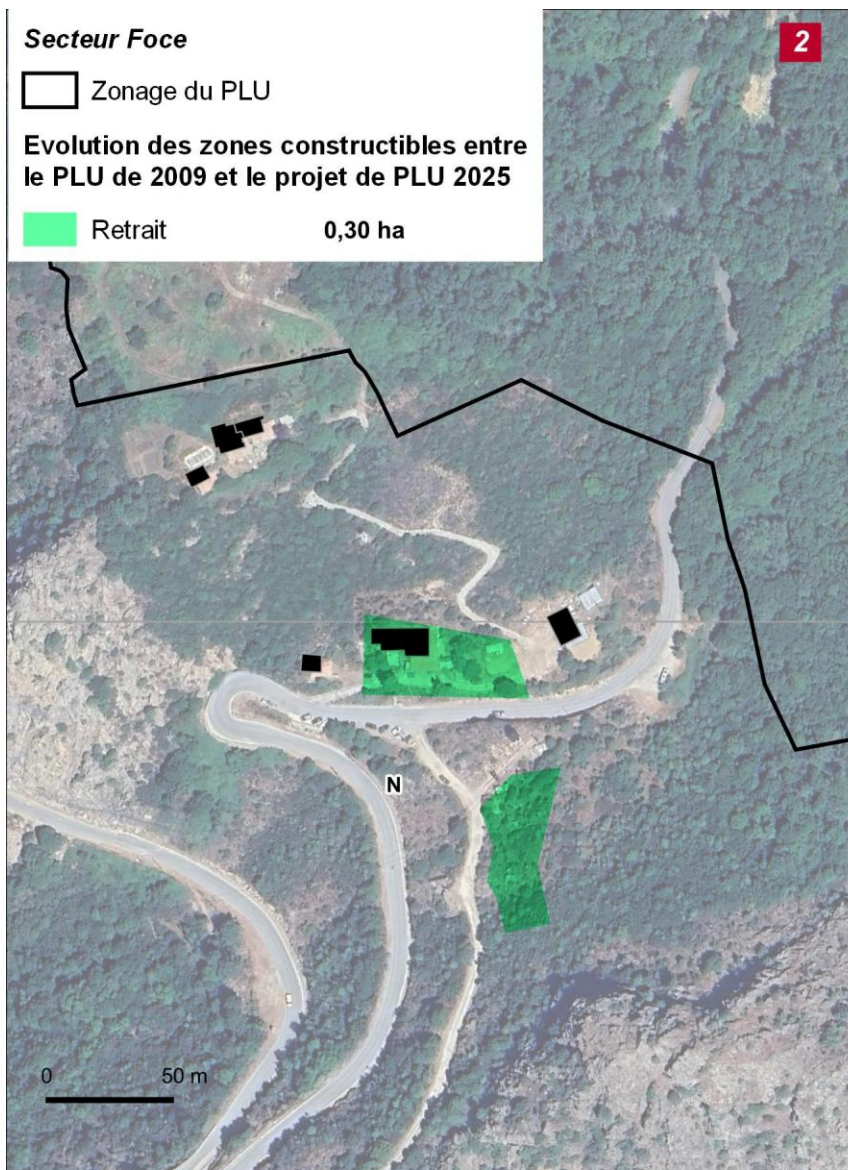 Secteur Foce
2
Zonage du PLU
Evolution des zones constructibles entre
le PLU de 2009 et le projet de PLU 2025
Retrait 0,30 ha
N
0 50 m